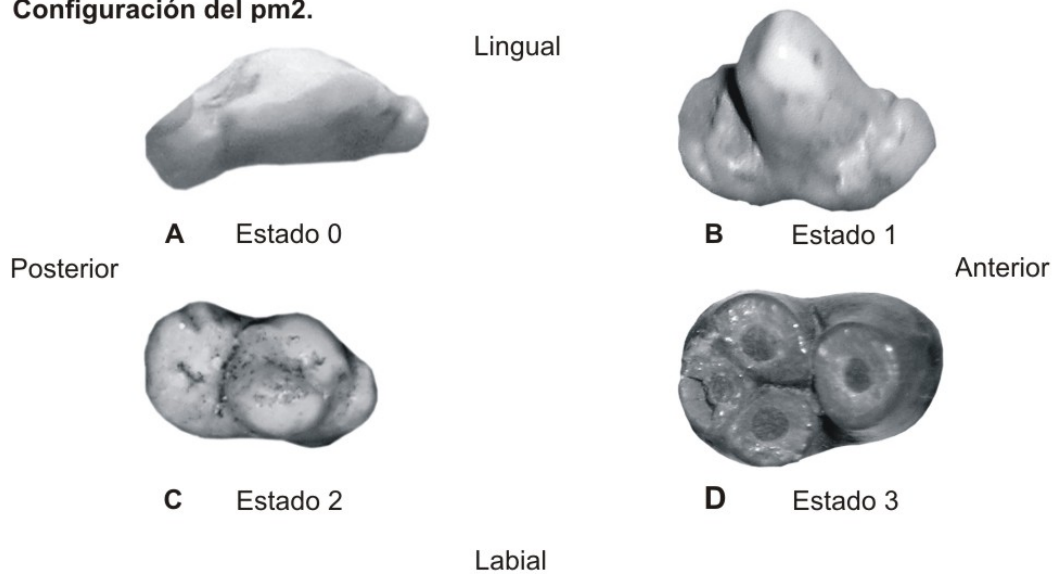 Configuración del pm2.
Lingual
A Estado 0
B Estado 1
Posterior
Anterior
C Estado 2
D Estado 3
Labial